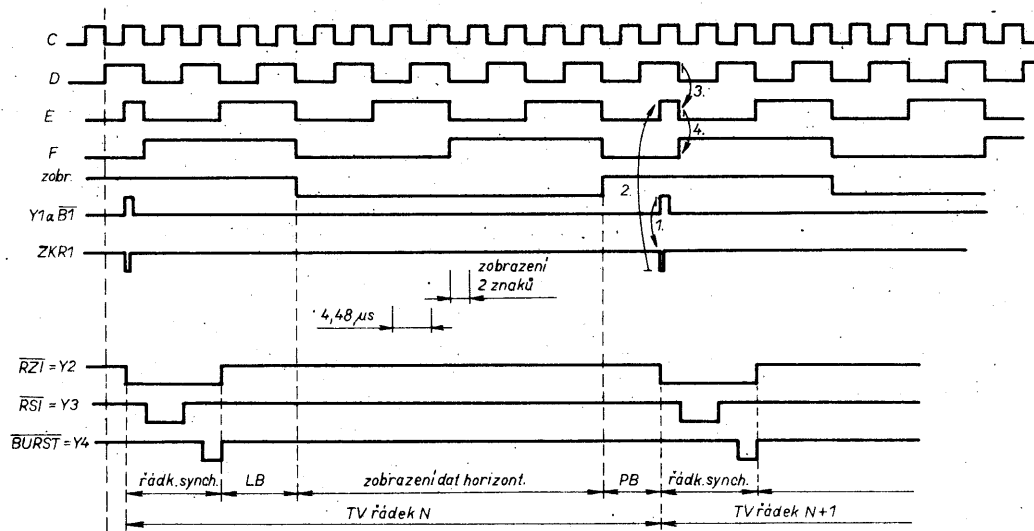 C
D
3.
E
4.
F
zobr.
2.
Y1 a B1
1.
ZKR1
zobrazení
2 znaků
4,48 µs
RZI = Y2
RSI = Y3
BURST = Y4
řádk. synch. LB zobrazení dat horizont. PB řádk. synch.
TV řádek N TV řádek N+1